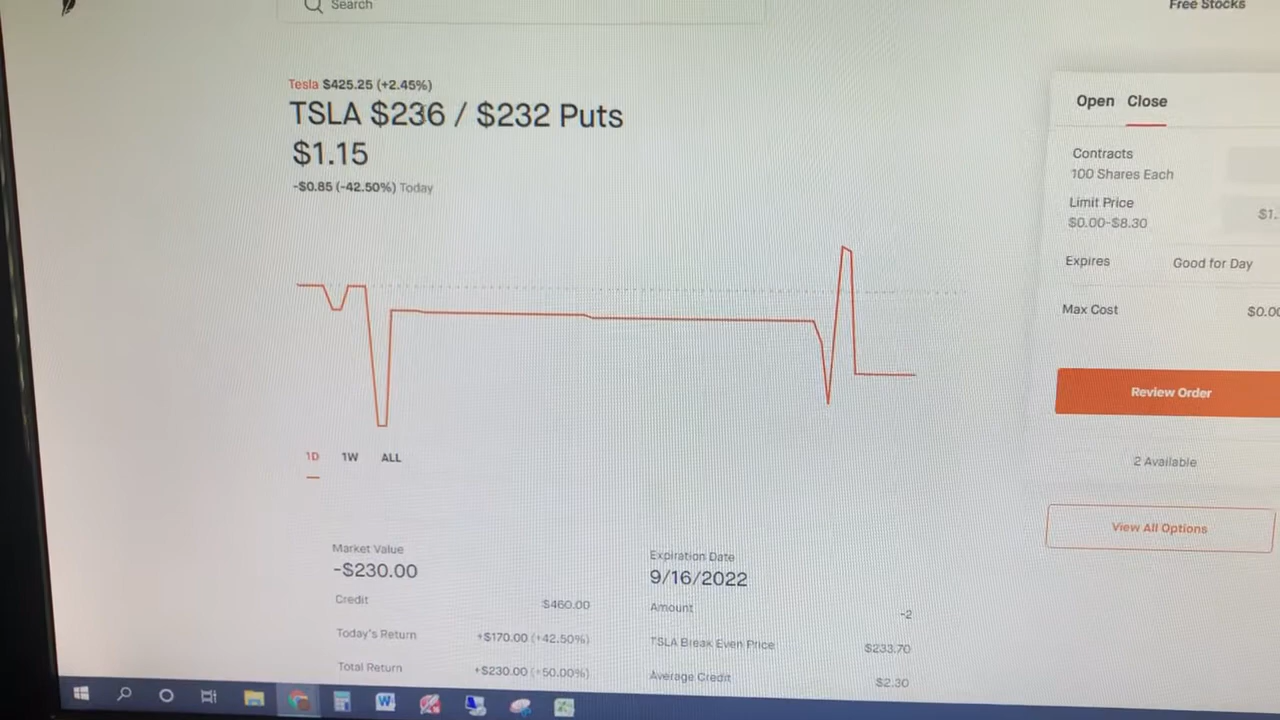 Search
Free Stocks
Tesla $425.25 (+2.45%)
TSLA $236 / $232 Puts
$1.15
-$0.85 (-42.50%) Today
1D 1W ALL
Market Value
-$230.00
Credit $460.00
Today's Return +$170.00 (+42.50%)
Total Return +$230.00 (+50.00%)
Expiration Date
9/16/2022
Amount -2
TSLA Break Even Price $233.70
Average Credit $2.30
Open Close
Contracts
100 Shares Each
Limit Price
$0.00-$8.30
$1.
Expires Good for Day
Max Cost $0.00
Review Order
2 Available
View All Options
W